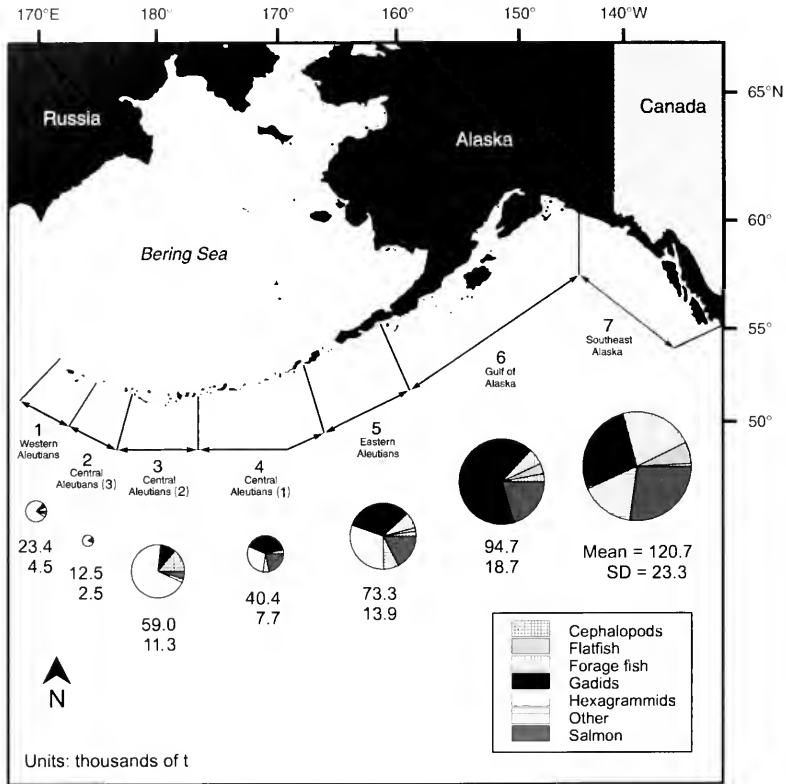 170°E
180°
170°
160°
150°
140°W
65°N
60°
55°
50°
Russia
Alaska
Canada
Bering Sea
1
Western
Aleutians
2
Central
Aleutians (3)
3
Central
Aleutians (2)
4
Central
Aleutians (1)
5
Eastern
Aleutians
6
Gulf of
Alaska
7
Southeast
Alaska
23.4
4.5
12.5
2.5
59.0
11.3
40.4
7.7
73.3
13.9
94.7
18.7
Mean = 120.7
SD = 23.3
Cephalopods
Flatfish
Forage fish
Gadids
Hexagrammids
Other
Salmon
N
Units: thousands of t